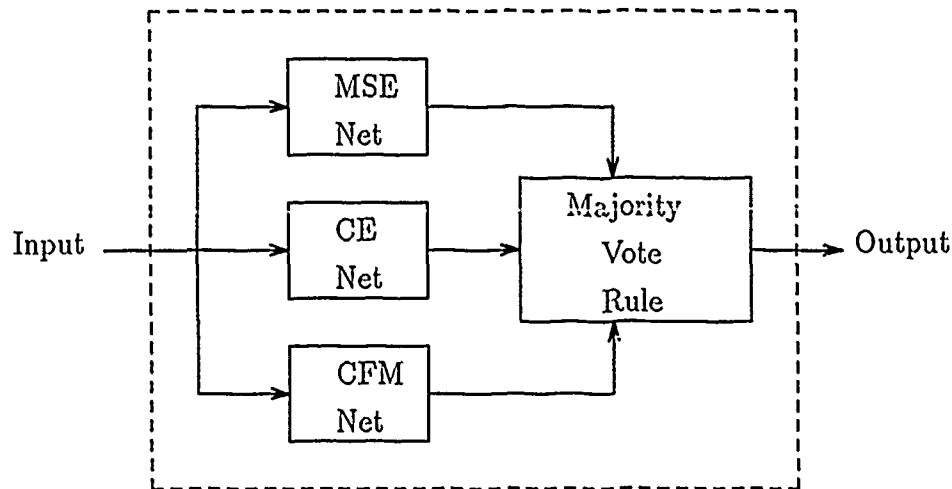 MSE
Net
Input
CE
Net
Majority
Vote
Rule
Output
CFM
Net